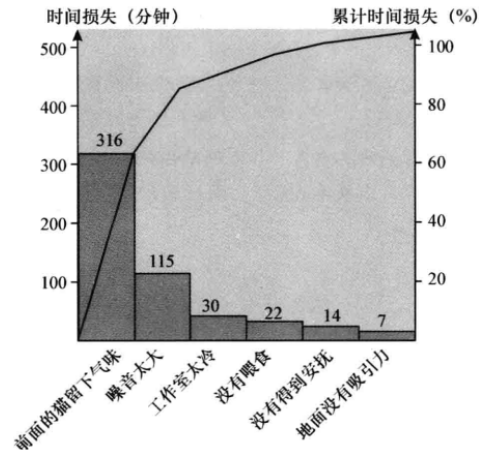 时间损失（分钟）
累计时间损失（%）
500
400
300
200
100
316
115
30
22
14
7
100
80
60
40
20
前面的猫留下气味
噪音太大
工作室太冷
没有喂食
没有得到安抚
地面没有吸引力